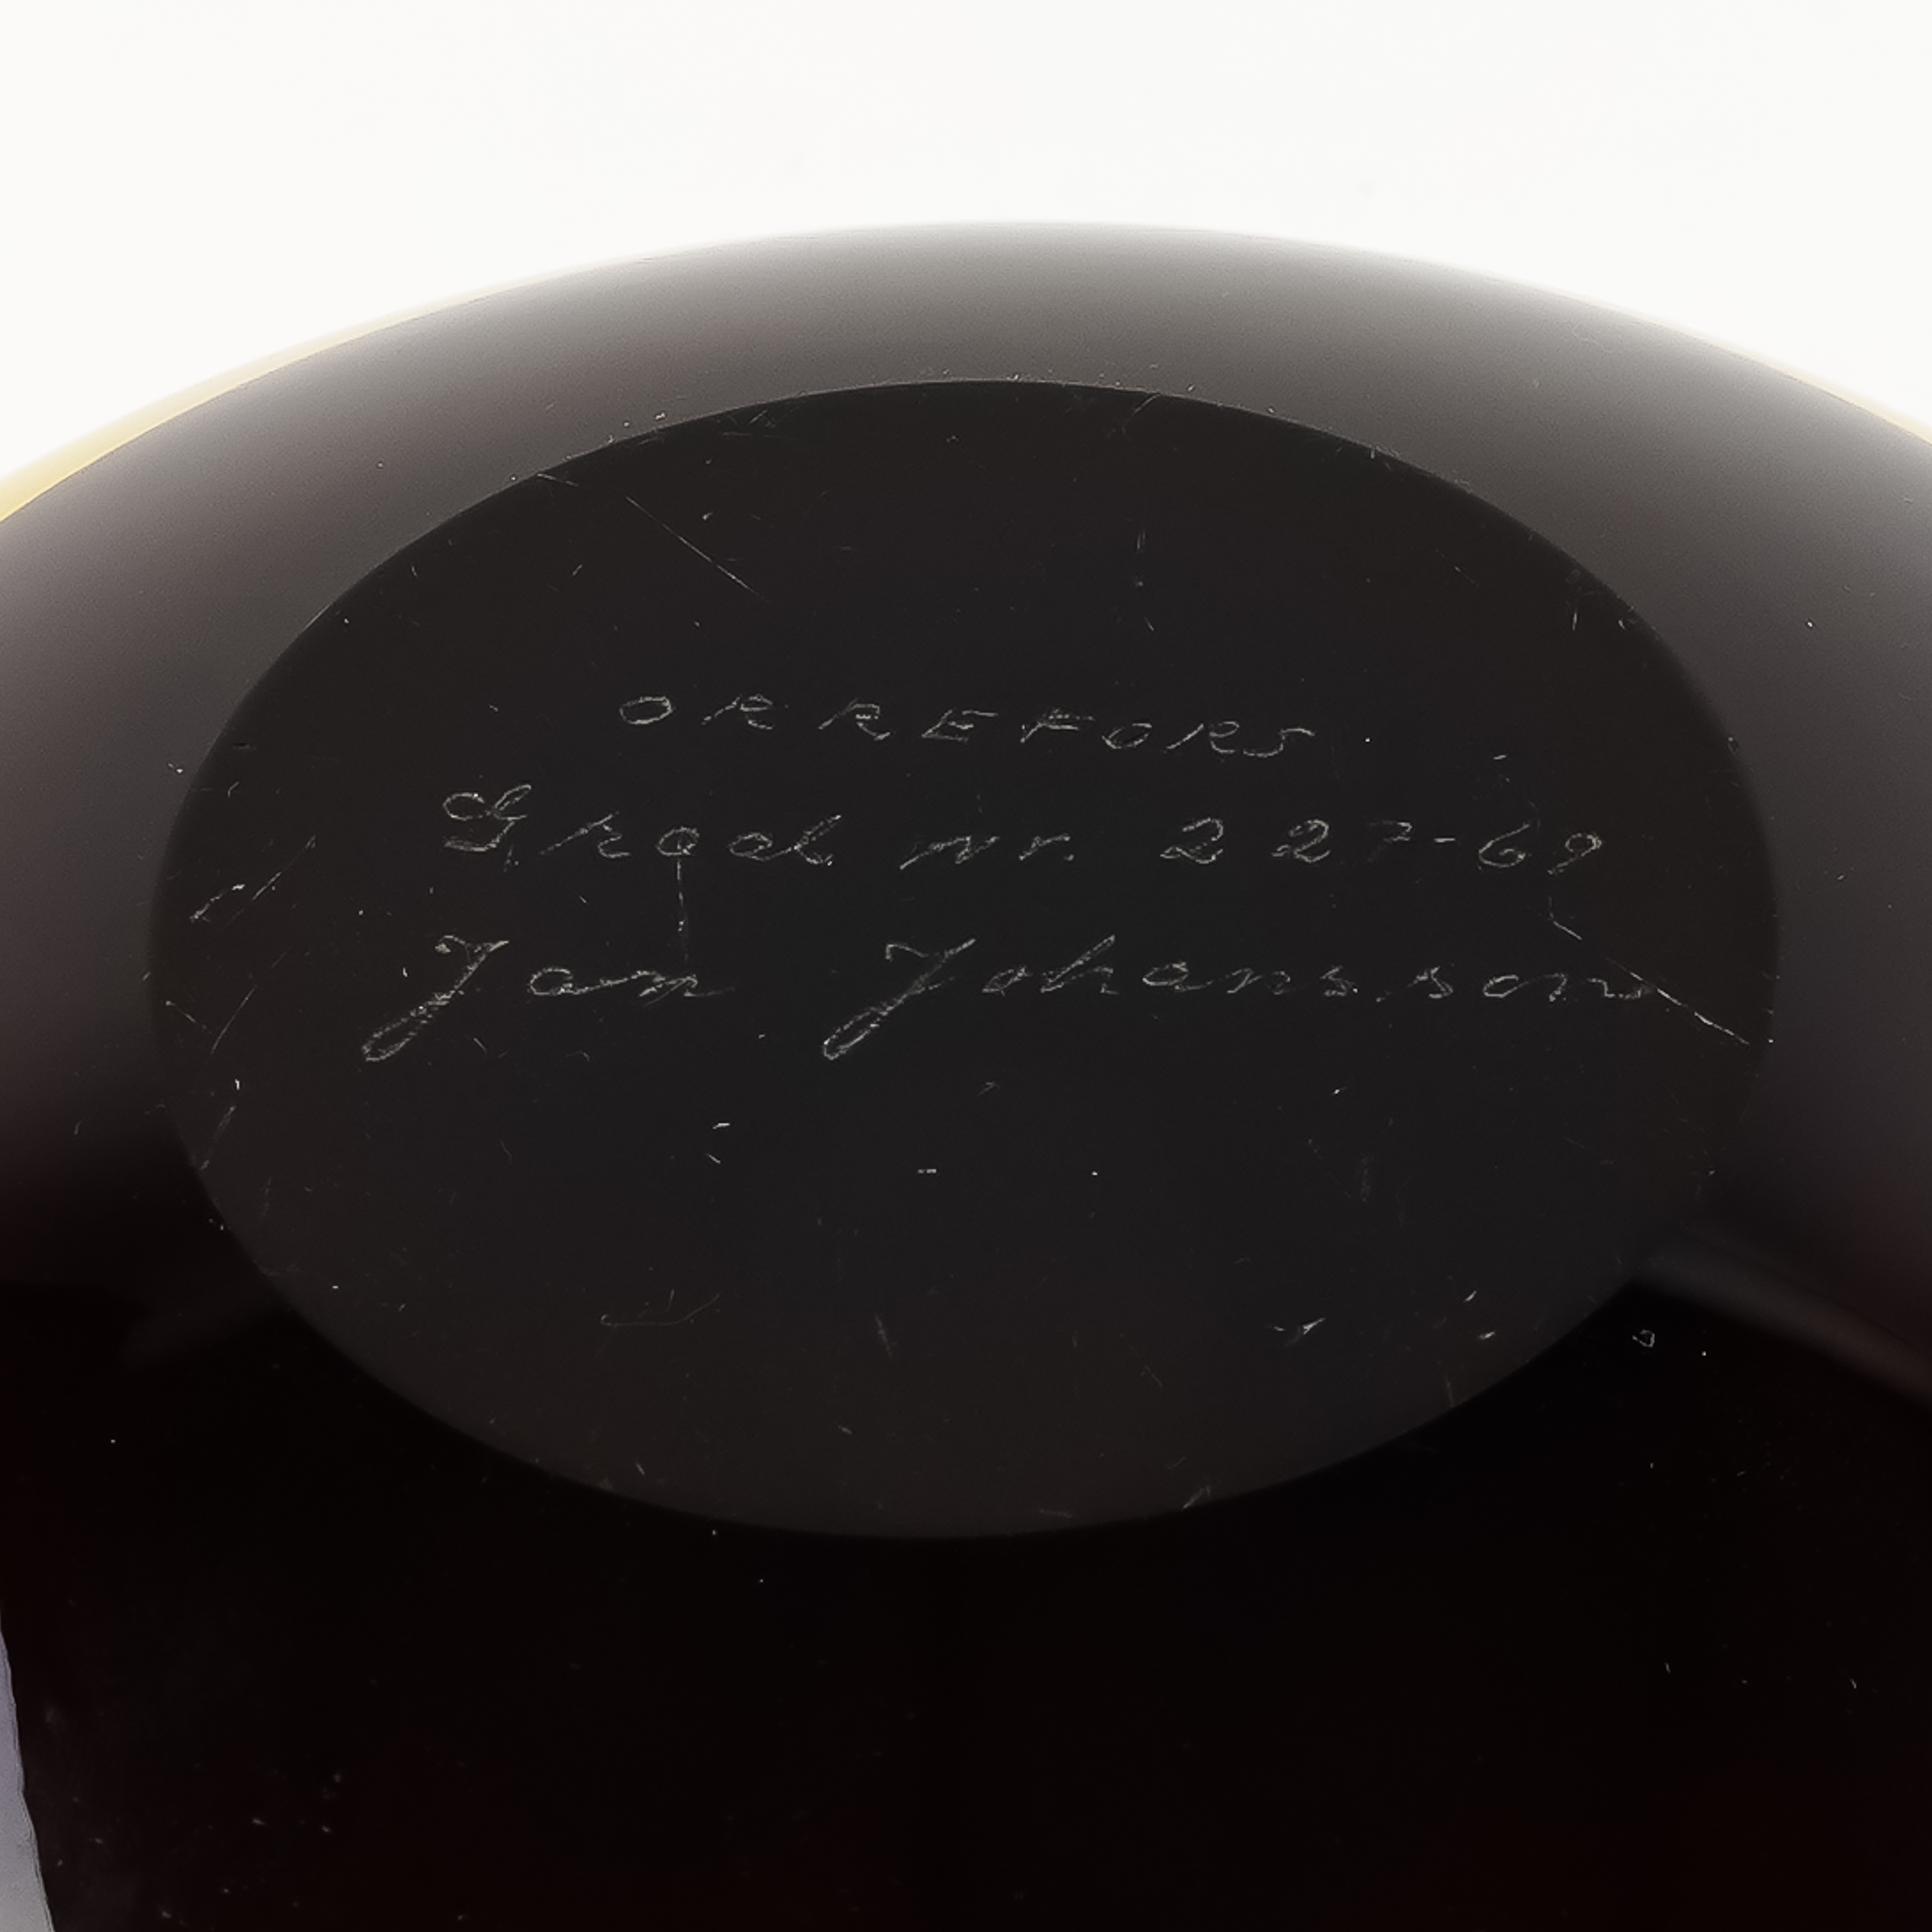 ORREFORS
Graal nr. 227-69
Jan Johansson